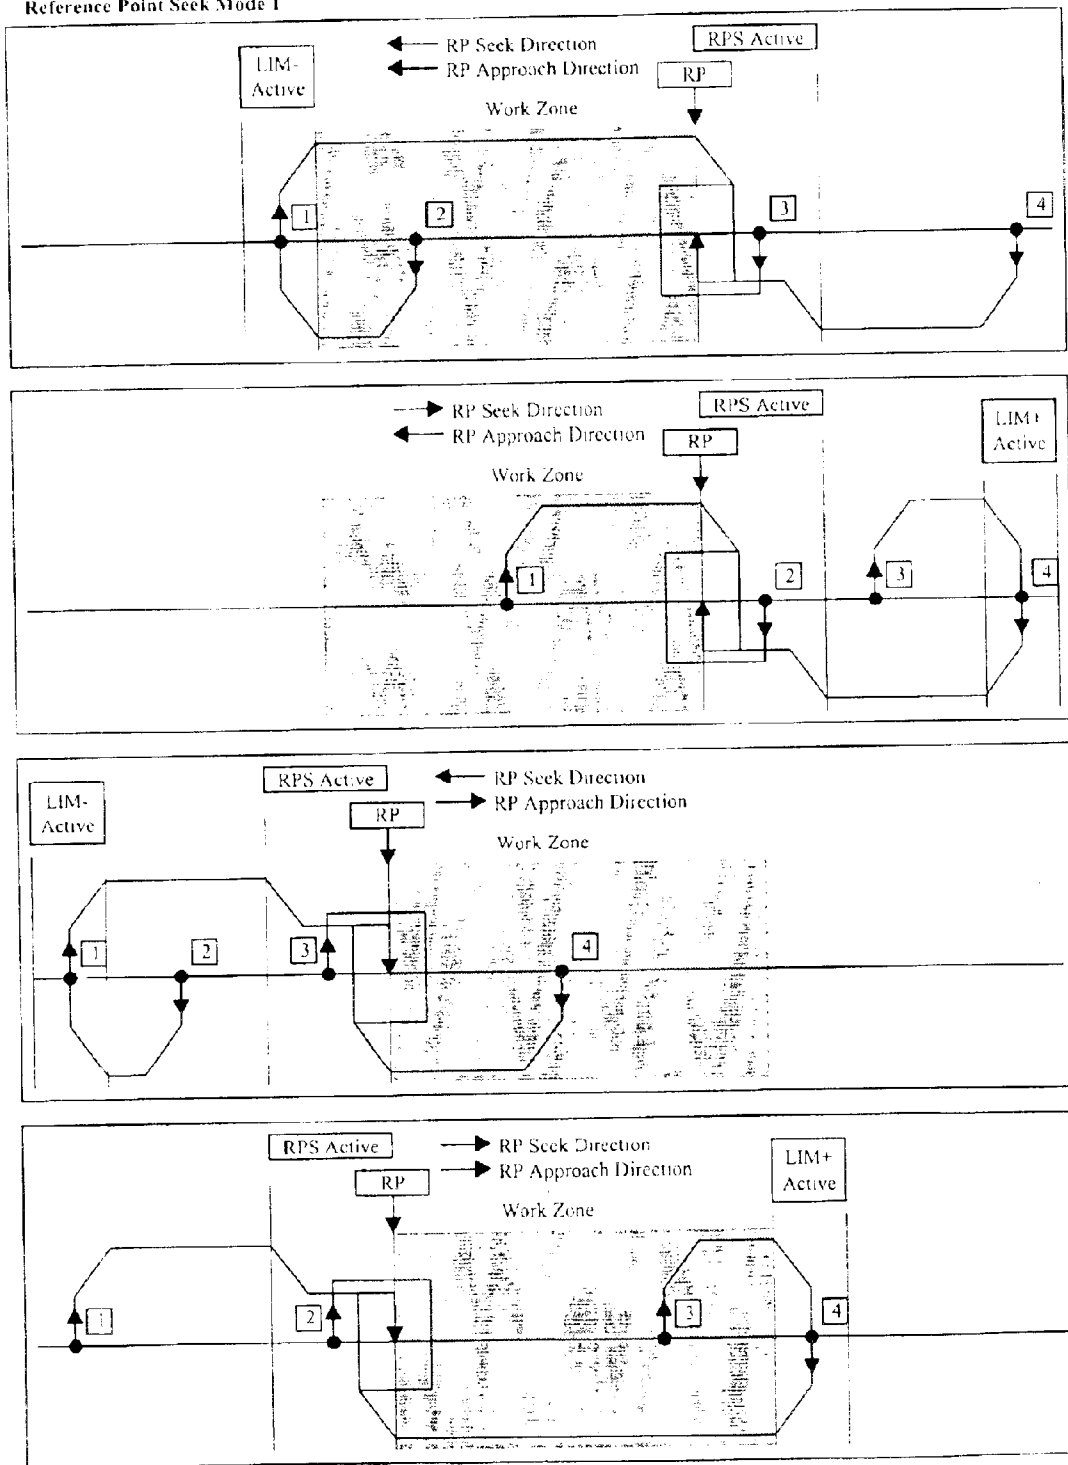 Reference Point Seek Mode 1
LIM-
Active
RP Seek Direction
RP Approach Direction
RPS Active
RP
Work Zone
1
2
3
4
RP Seek Direction
RP Approach Direction
RPS Active
LIM+
Active
RP
Work Zone
1
2
3
4
LIM-
Active
RPS Active
RP Seek Direction
RP Approach Direction
RP
Work Zone
1
2
3
4
RPS Active
RP Seek Direction
RP Approach Direction
LIM+
Active
RP
Work Zone
1
2
3
4